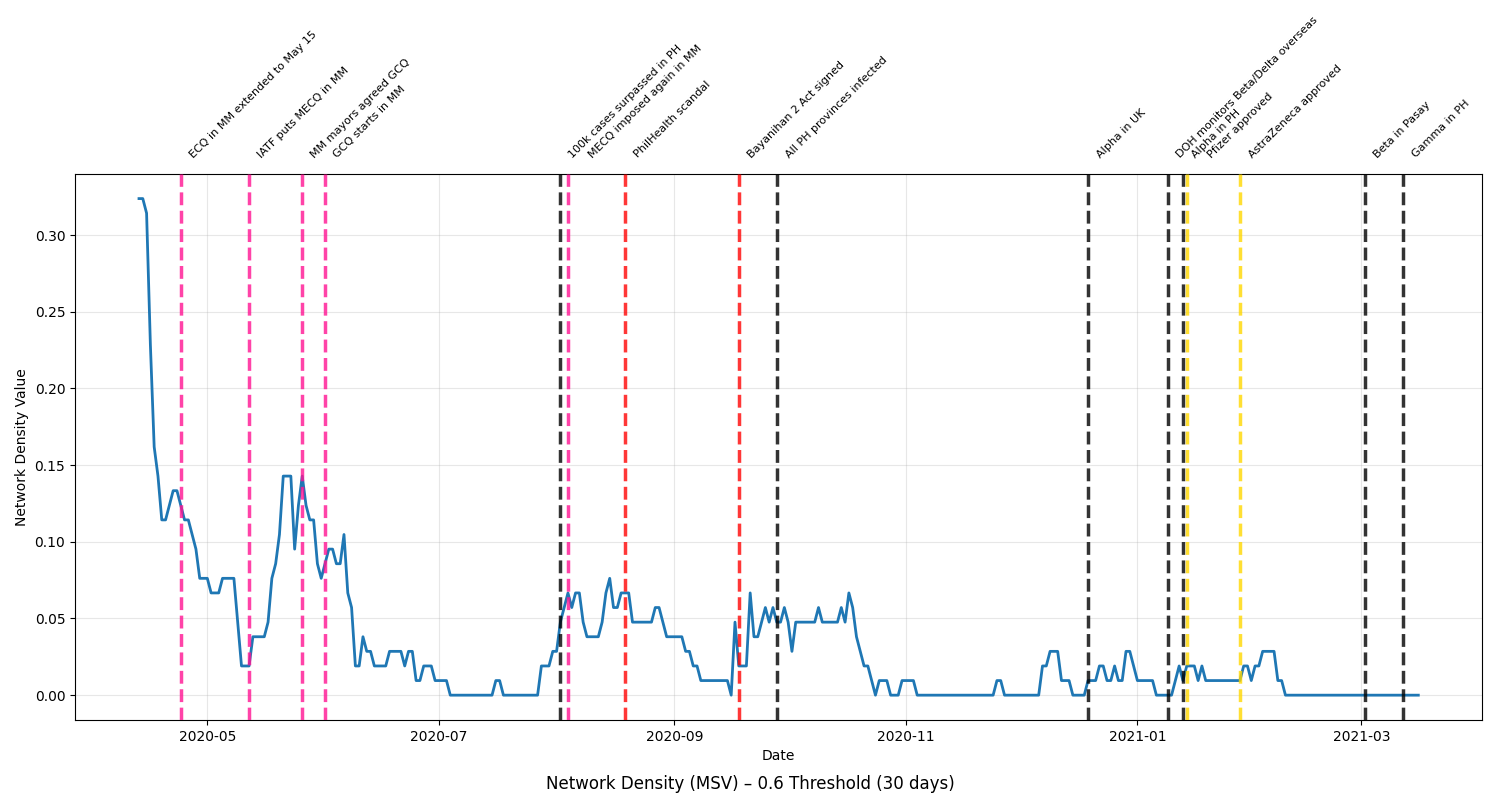 ECQ in MM extended to May 15
IATF puts MECQ in MM
MM mayors agreed GCQ
GCQ starts in MM
100k cases surpassed in PH
MECQ imposed again in MM
PhilHealth scandal
Bayanihan 2 Act signed
All PH provinces infected
Alpha in UK
DOH monitors Beta/Delta overseas
Alpha in PH
Pfizer approved
AstraZeneca approved
Beta in Pasay
Gamma in PH
Network Density Value
0.30
0.25
0.20
0.15
0.10
0.05
0.00
2020-05 2020-07 2020-09 2020-11 2021-01 2021-03
Date
Network Density (MSV) – 0.6 Threshold (30 days)